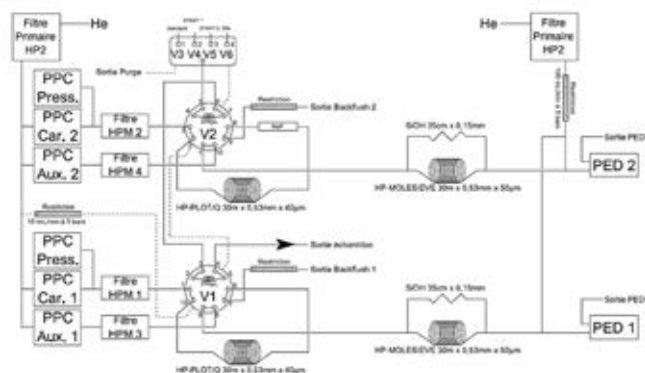 Filtre
Primaire
HP2
He
V3 V4 V5 V6
Sortie Purge
He
Filtre
Primaire
HP2
PPC
Press.
PPC
Car. 2
Filtre
HPM 2
PPC
Aux. 2
Filtre
HPM 4
V2
Restriction
Sortie Backflush 2
HP-PLOT/Q 30m x 0,53mm x 40µm
SiOH 35cm x 0,15mm
HP-MOLESIEVE 30m x 0,53mm x 50µm
Restriction
Sortie PED
PED 2
Restriction
PPC
Press.
PPC
Car. 1
Filtre
HPM 1
PPC
Aux. 1
Filtre
HPM 3
V1
Sortie échantillon
Restriction
Sortie Backflush 1
HP-PLOT/Q 30m x 0,53mm x 40µm
SiOH 35cm x 0,15mm
HP-MOLESIEVE 30m x 0,53mm x 50µm
Sortie PED
PED 1